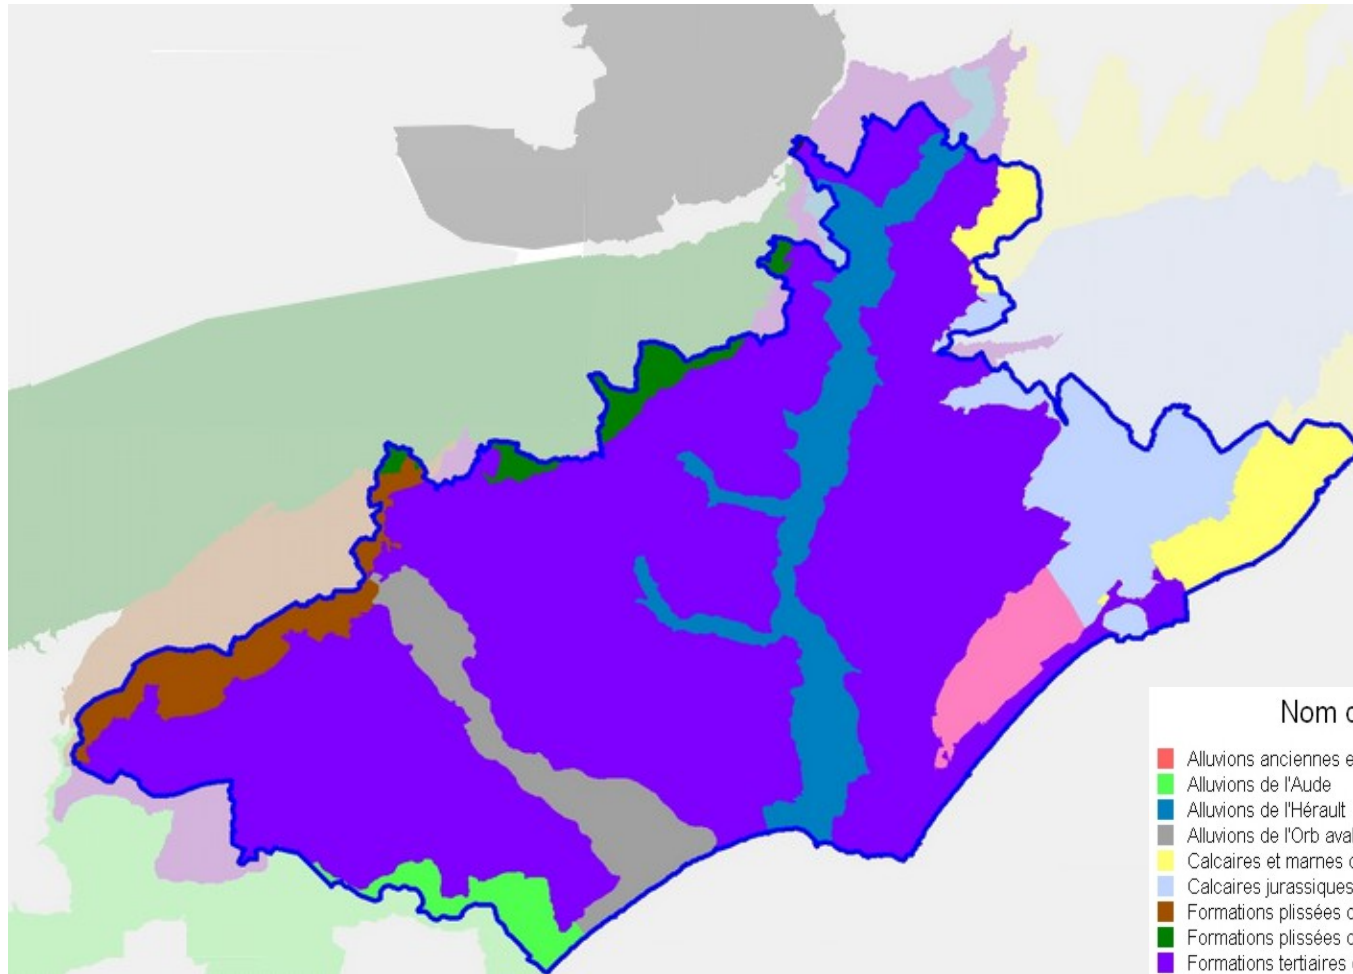 Nom
Alluvions anciennes
Alluvions de l'Aude
Alluvions de l'Hérault
Alluvions de l'Orb
Calcaires et marnes
Calcaires jurassiques
Formations plissées
Formations plissées
Formations tertiaires